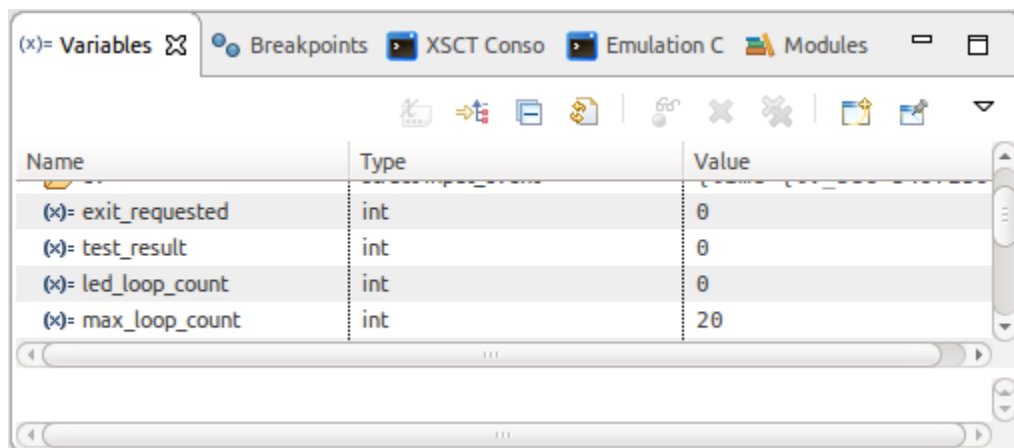 (x)= Variables Breakpoints XSCT Conso Emulation C Modules
Name Type Value
(x)= exit_requested int 0
(x)= test_result int 0
(x)= led_loop_count int 0
(x)= max_loop_count int 20